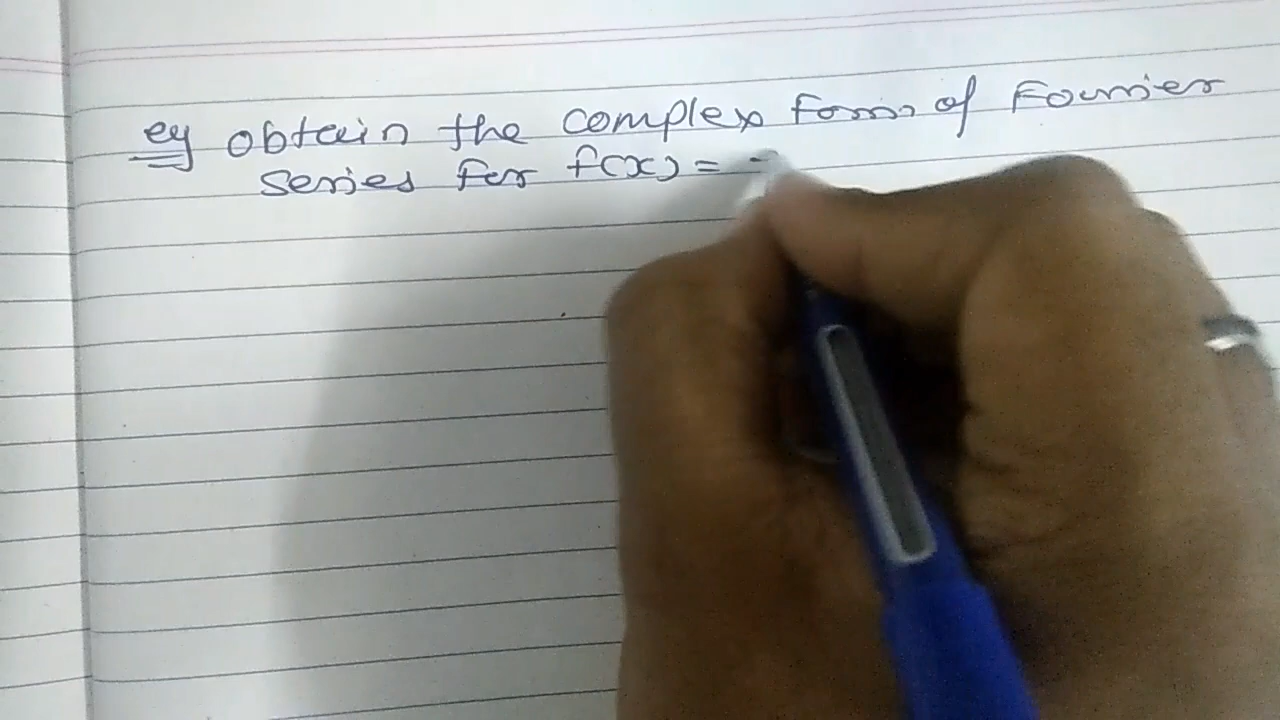 eg obtain the complex form of Fourier
series for f(x) =